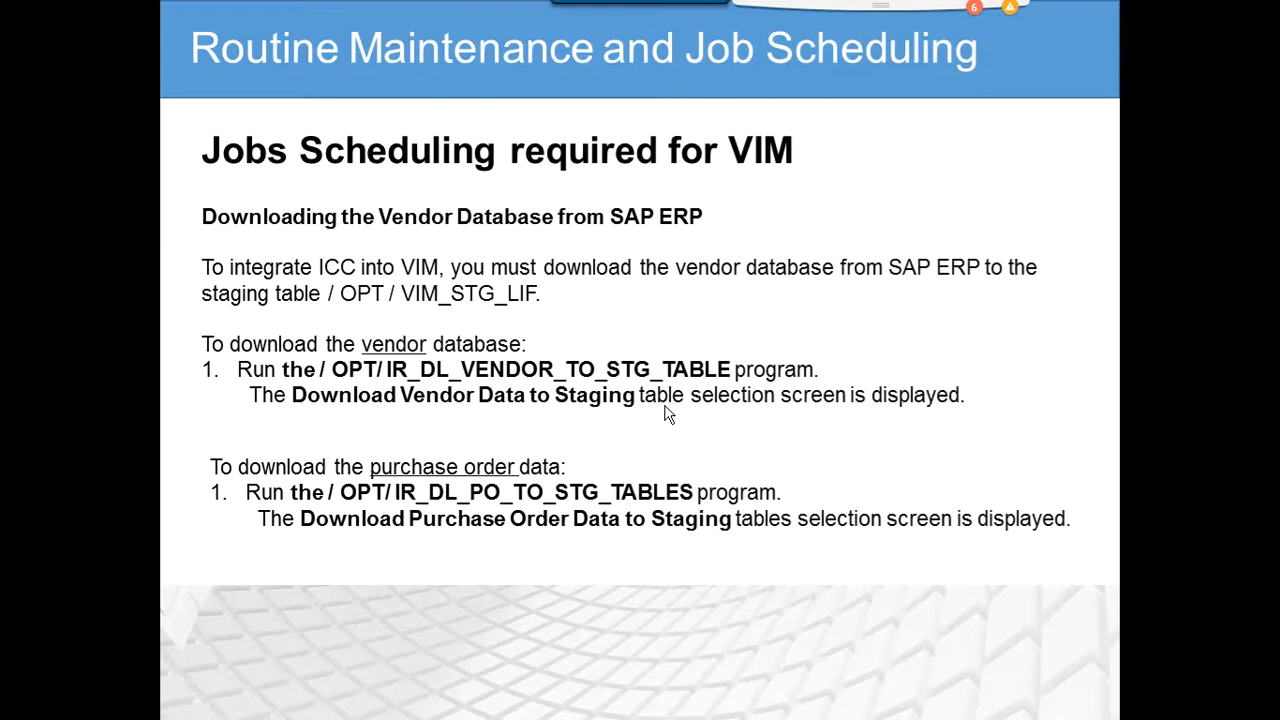 6
Routine Maintenance and Job Scheduling
Jobs Scheduling required for VIM
Downloading the Vendor Database from SAP ERP
To integrate ICC into VIM, you must download the vendor database from SAP ERP to the
staging table / OPT / VIM_STG_LIF.
To download the vendor database:
1. Run the / OPT/ IR_DL_VENDOR_TO_STG_TABLE program.
The Download Vendor Data to Staging table selection screen is displayed.
To download the purchase order data:
1. Run the / OPT/ IR_DL_PO_TO_STG_TABLES program.
The Download Purchase Order Data to Staging tables selection screen is displayed.